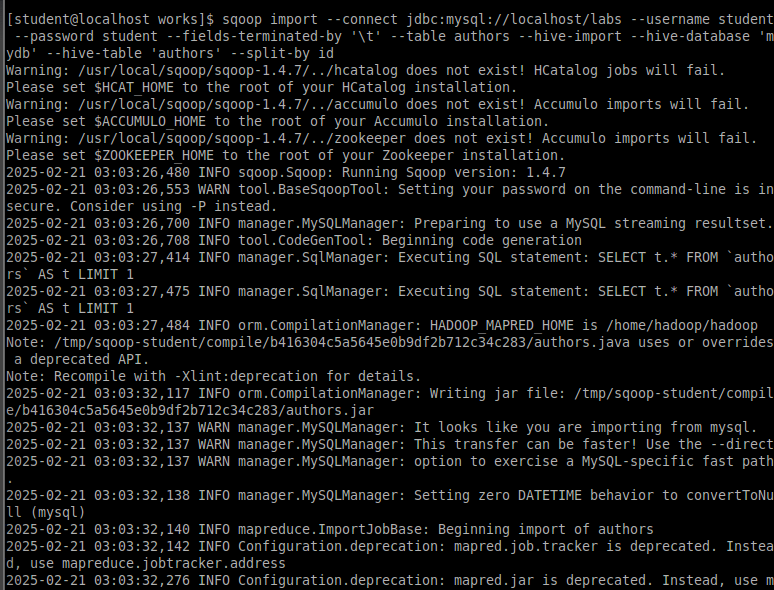 [student@localhost works]$ sqoop import --connect jdbc:mysql://localhost/labs --username student
 --password student --fields-terminated-by '\t' --table authors --hive-import --hive-database 'm
ydb' --hive-table 'authors' --split-by id
Warning: /usr/local/sqoop/sqoop-1.4.7/../hcatalog does not exist! HCatalog jobs will fail.
Please set $HCAT_HOME to the root of your HCatalog installation.
Warning: /usr/local/sqoop/sqoop-1.4.7/../accumulo does not exist! Accumulo imports will fail.
Please set $ACCUMULO_HOME to the root of your Accumulo installation.
Warning: /usr/local/sqoop/sqoop-1.4.7/../zookeeper does not exist! Accumulo imports will fail.
Please set $ZOOKEEPER_HOME to the root of your Zookeeper installation.
2025-02-21 03:03:26,480 INFO sqoop.Sqoop: Running Sqoop version: 1.4.7
2025-02-21 03:03:26,553 WARN tool.BaseSqoopTool: Setting your password on the command-line is in
secure. Consider using -P instead.
2025-02-21 03:03:26,700 INFO manager.MySQLManager: Preparing to use a MySQL streaming resultset.
2025-02-21 03:03:26,708 INFO tool.CodeGenTool: Beginning code generation
2025-02-21 03:03:27,414 INFO manager.SqlManager: Executing SQL statement: SELECT t.* FROM `autho
rs` AS t LIMIT 1
2025-02-21 03:03:27,475 INFO manager.SqlManager: Executing SQL statement: SELECT t.* FROM `autho
rs` AS t LIMIT 1
2025-02-21 03:03:27,484 INFO orm.CompilationManager: HADOOP_MAPRED_HOME is /home/hadoop/hadoop
Note: /tmp/sqoop-student/compile/b416304c5a5645e0b9df2b712c34c283/authors.java uses or overrides
 a deprecated API.
Note: Recompile with -Xlint:deprecation for details.
2025-02-21 03:03:32,117 INFO orm.CompilationManager: Writing jar file: /tmp/sqoop-student/compil
e/b416304c5a5645e0b9df2b712c34c283/authors.jar
2025-02-21 03:03:32,137 WARN manager.MySQLManager: It looks like you are importing from mysql.
2025-02-21 03:03:32,137 WARN manager.MySQLManager: This transfer can be faster! Use the --direct
2025-02-21 03:03:32,137 WARN manager.MySQLManager: option to exercise a MySQL-specific fast path
.
2025-02-21 03:03:32,138 INFO manager.MySQLManager: Setting zero DATETIME behavior to convertToNu
ll (mysql)
2025-02-21 03:03:32,140 INFO mapreduce.ImportJobBase: Beginning import of authors
2025-02-21 03:03:32,142 INFO Configuration.deprecation: mapred.job.tracker is deprecated. Instea
d, use mapreduce.jobtracker.address
2025-02-21 03:03:32,276 INFO Configuration.deprecation: mapred.jar is deprecated. Instead, use m